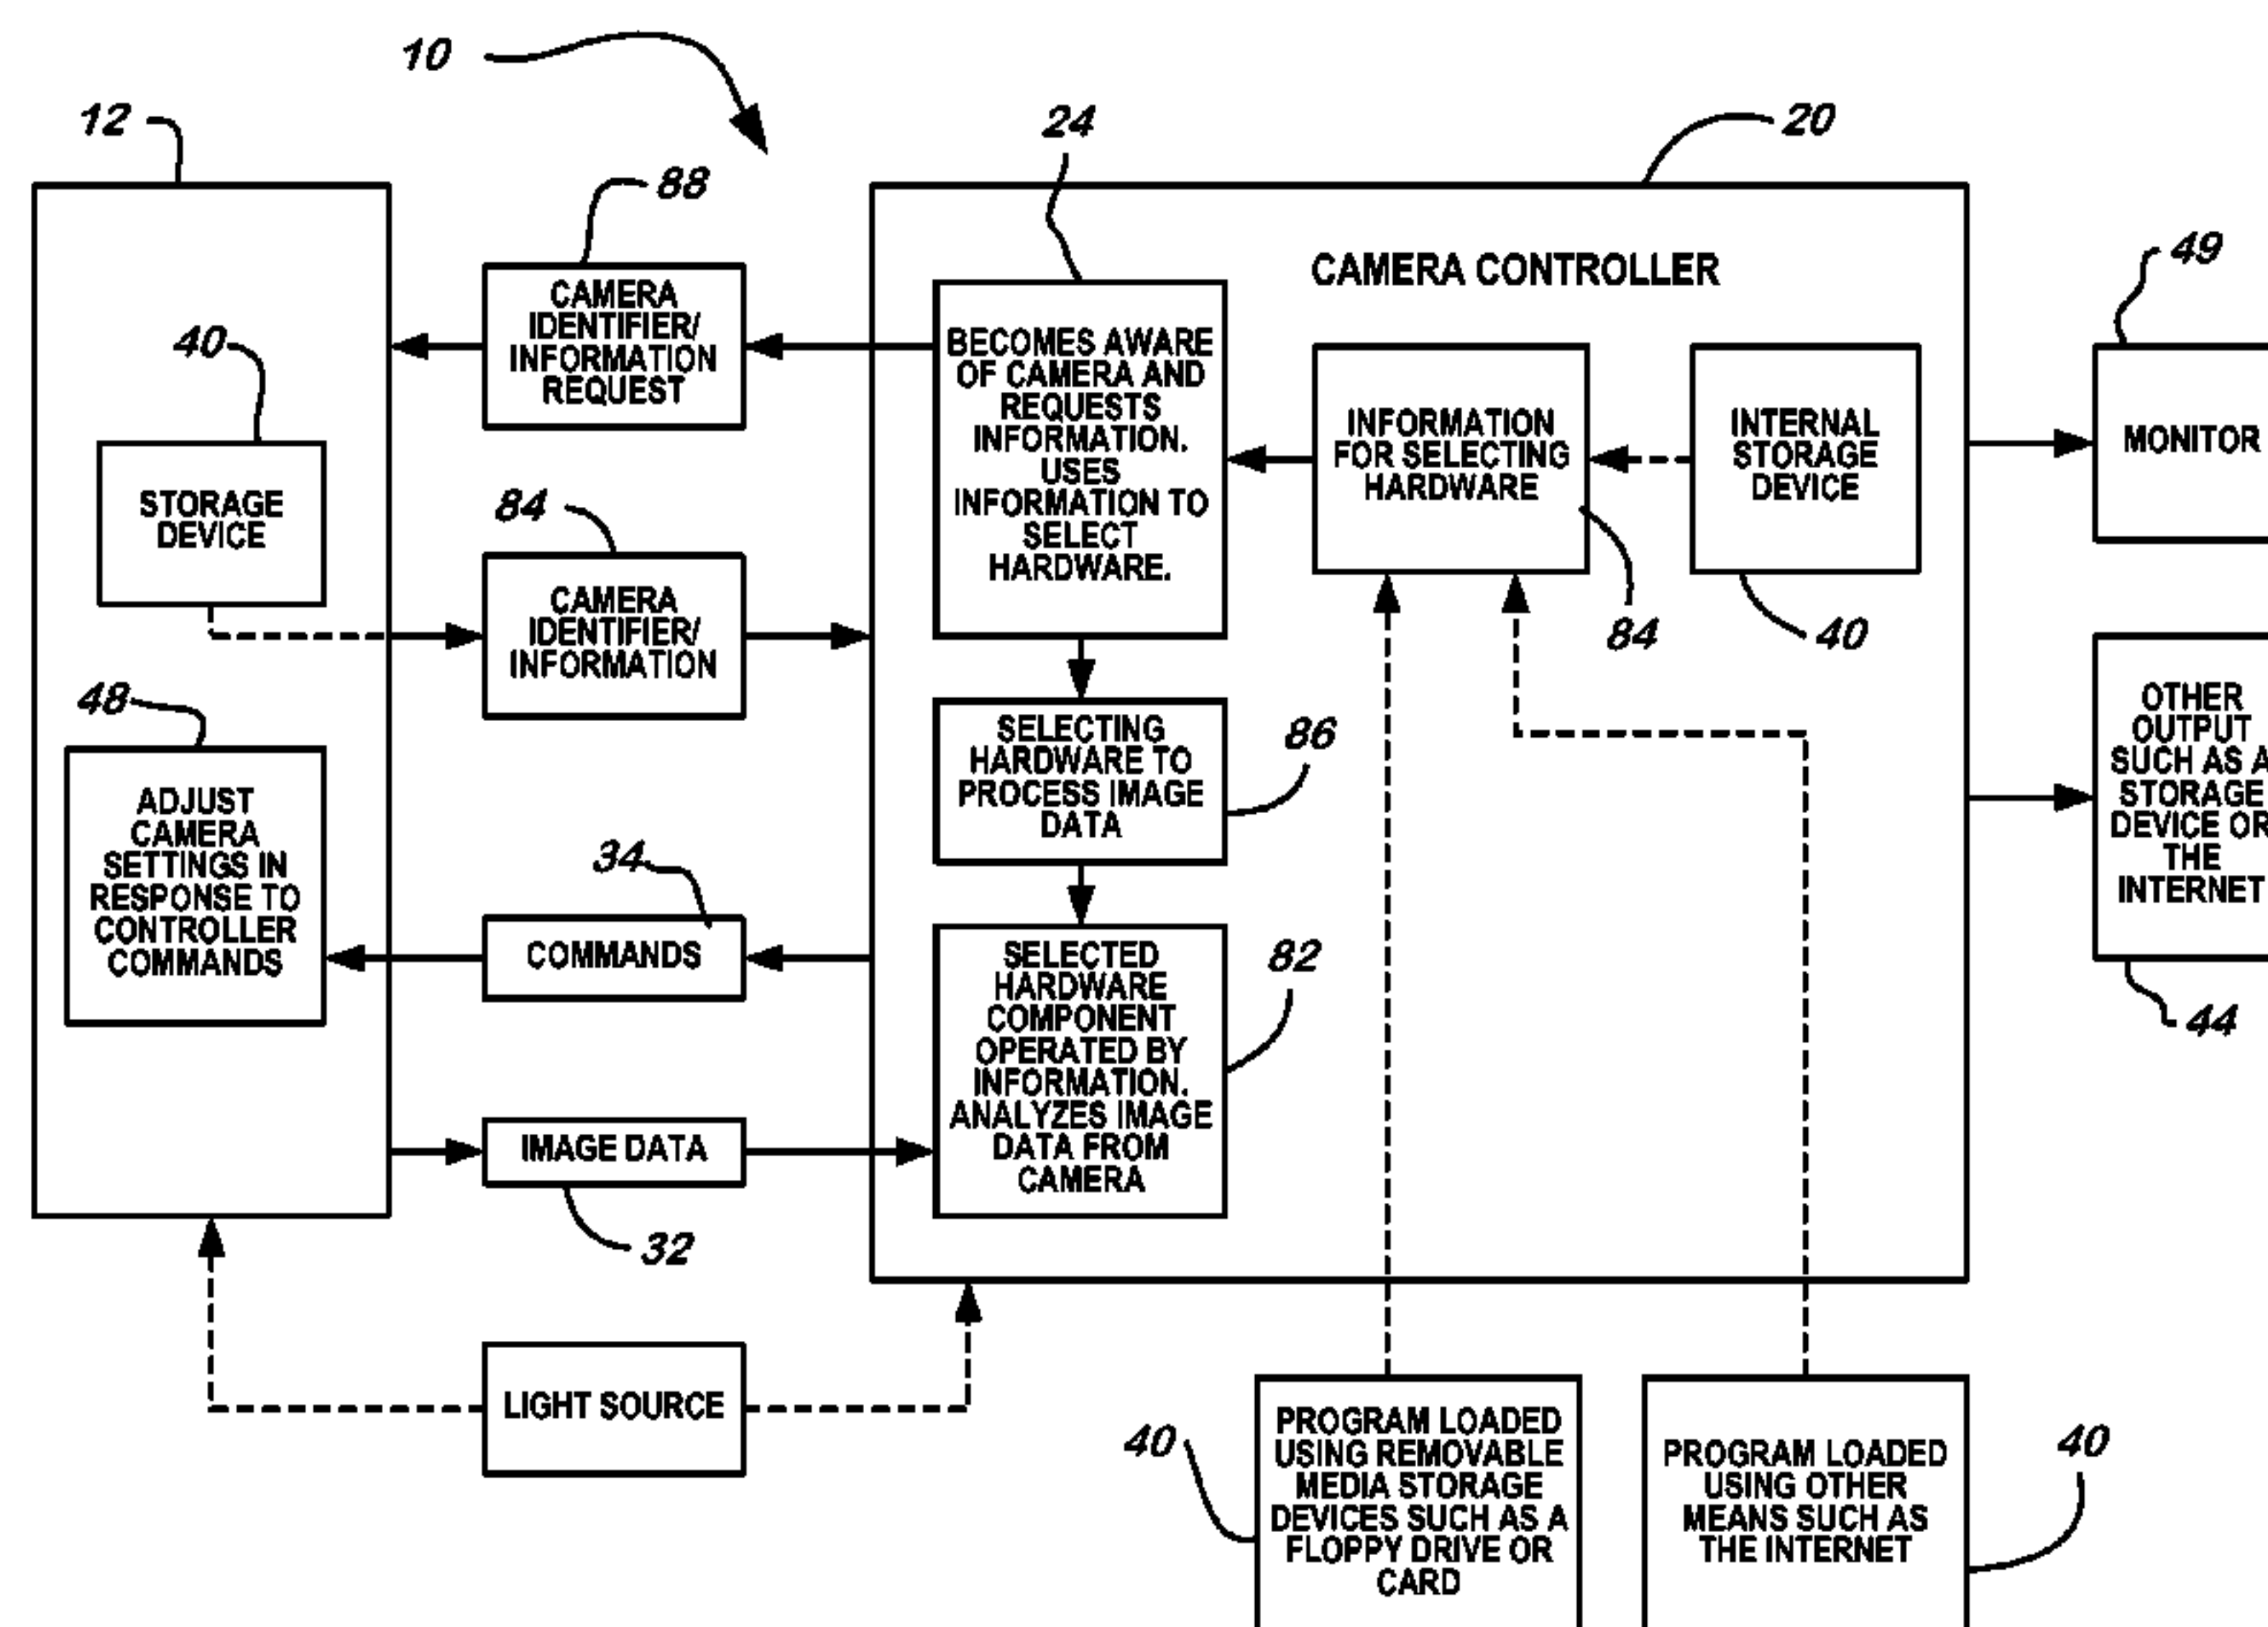 10
12
88
24
20
CAMERA CONTROLLER
49
CAMERA
IDENTIFIER/
INFORMATION
REQUEST
40
STORAGE
DEVICE
84
CAMERA
IDENTIFIER/
INFORMATION
48
ADJUST
CAMERA
SETTINGS IN
RESPONSE TO
CONTROLLER
COMMANDS
34
COMMANDS
IMAGE DATA
32
LIGHT SOURCE
BECOMES AWARE
OF CAMERA AND
REQUESTS
INFORMATION.
USES
INFORMATION TO
SELECT
HARDWARE.
INFORMATION
FOR SELECTING
HARDWARE
84
INTERNAL
STORAGE
DEVICE
40
SELECTING
HARDWARE TO
PROCESS IMAGE
DATA
86
SELECTED
HARDWARE
COMPONENT
OPERATED BY
INFORMATION.
ANALYZES IMAGE
DATA FROM
CAMERA
82
MONITOR
OTHER
OUTPUT
SUCH AS A
STORAGE
DEVICE OR
THE
INTERNET
44
40
PROGRAM LOADED
USING REMOVABLE
MEDIA STORAGE
DEVICES SUCH AS A
FLOPPY DRIVE OR
CARD
PROGRAM LOADED
USING OTHER
MEANS SUCH AS
THE INTERNET
40